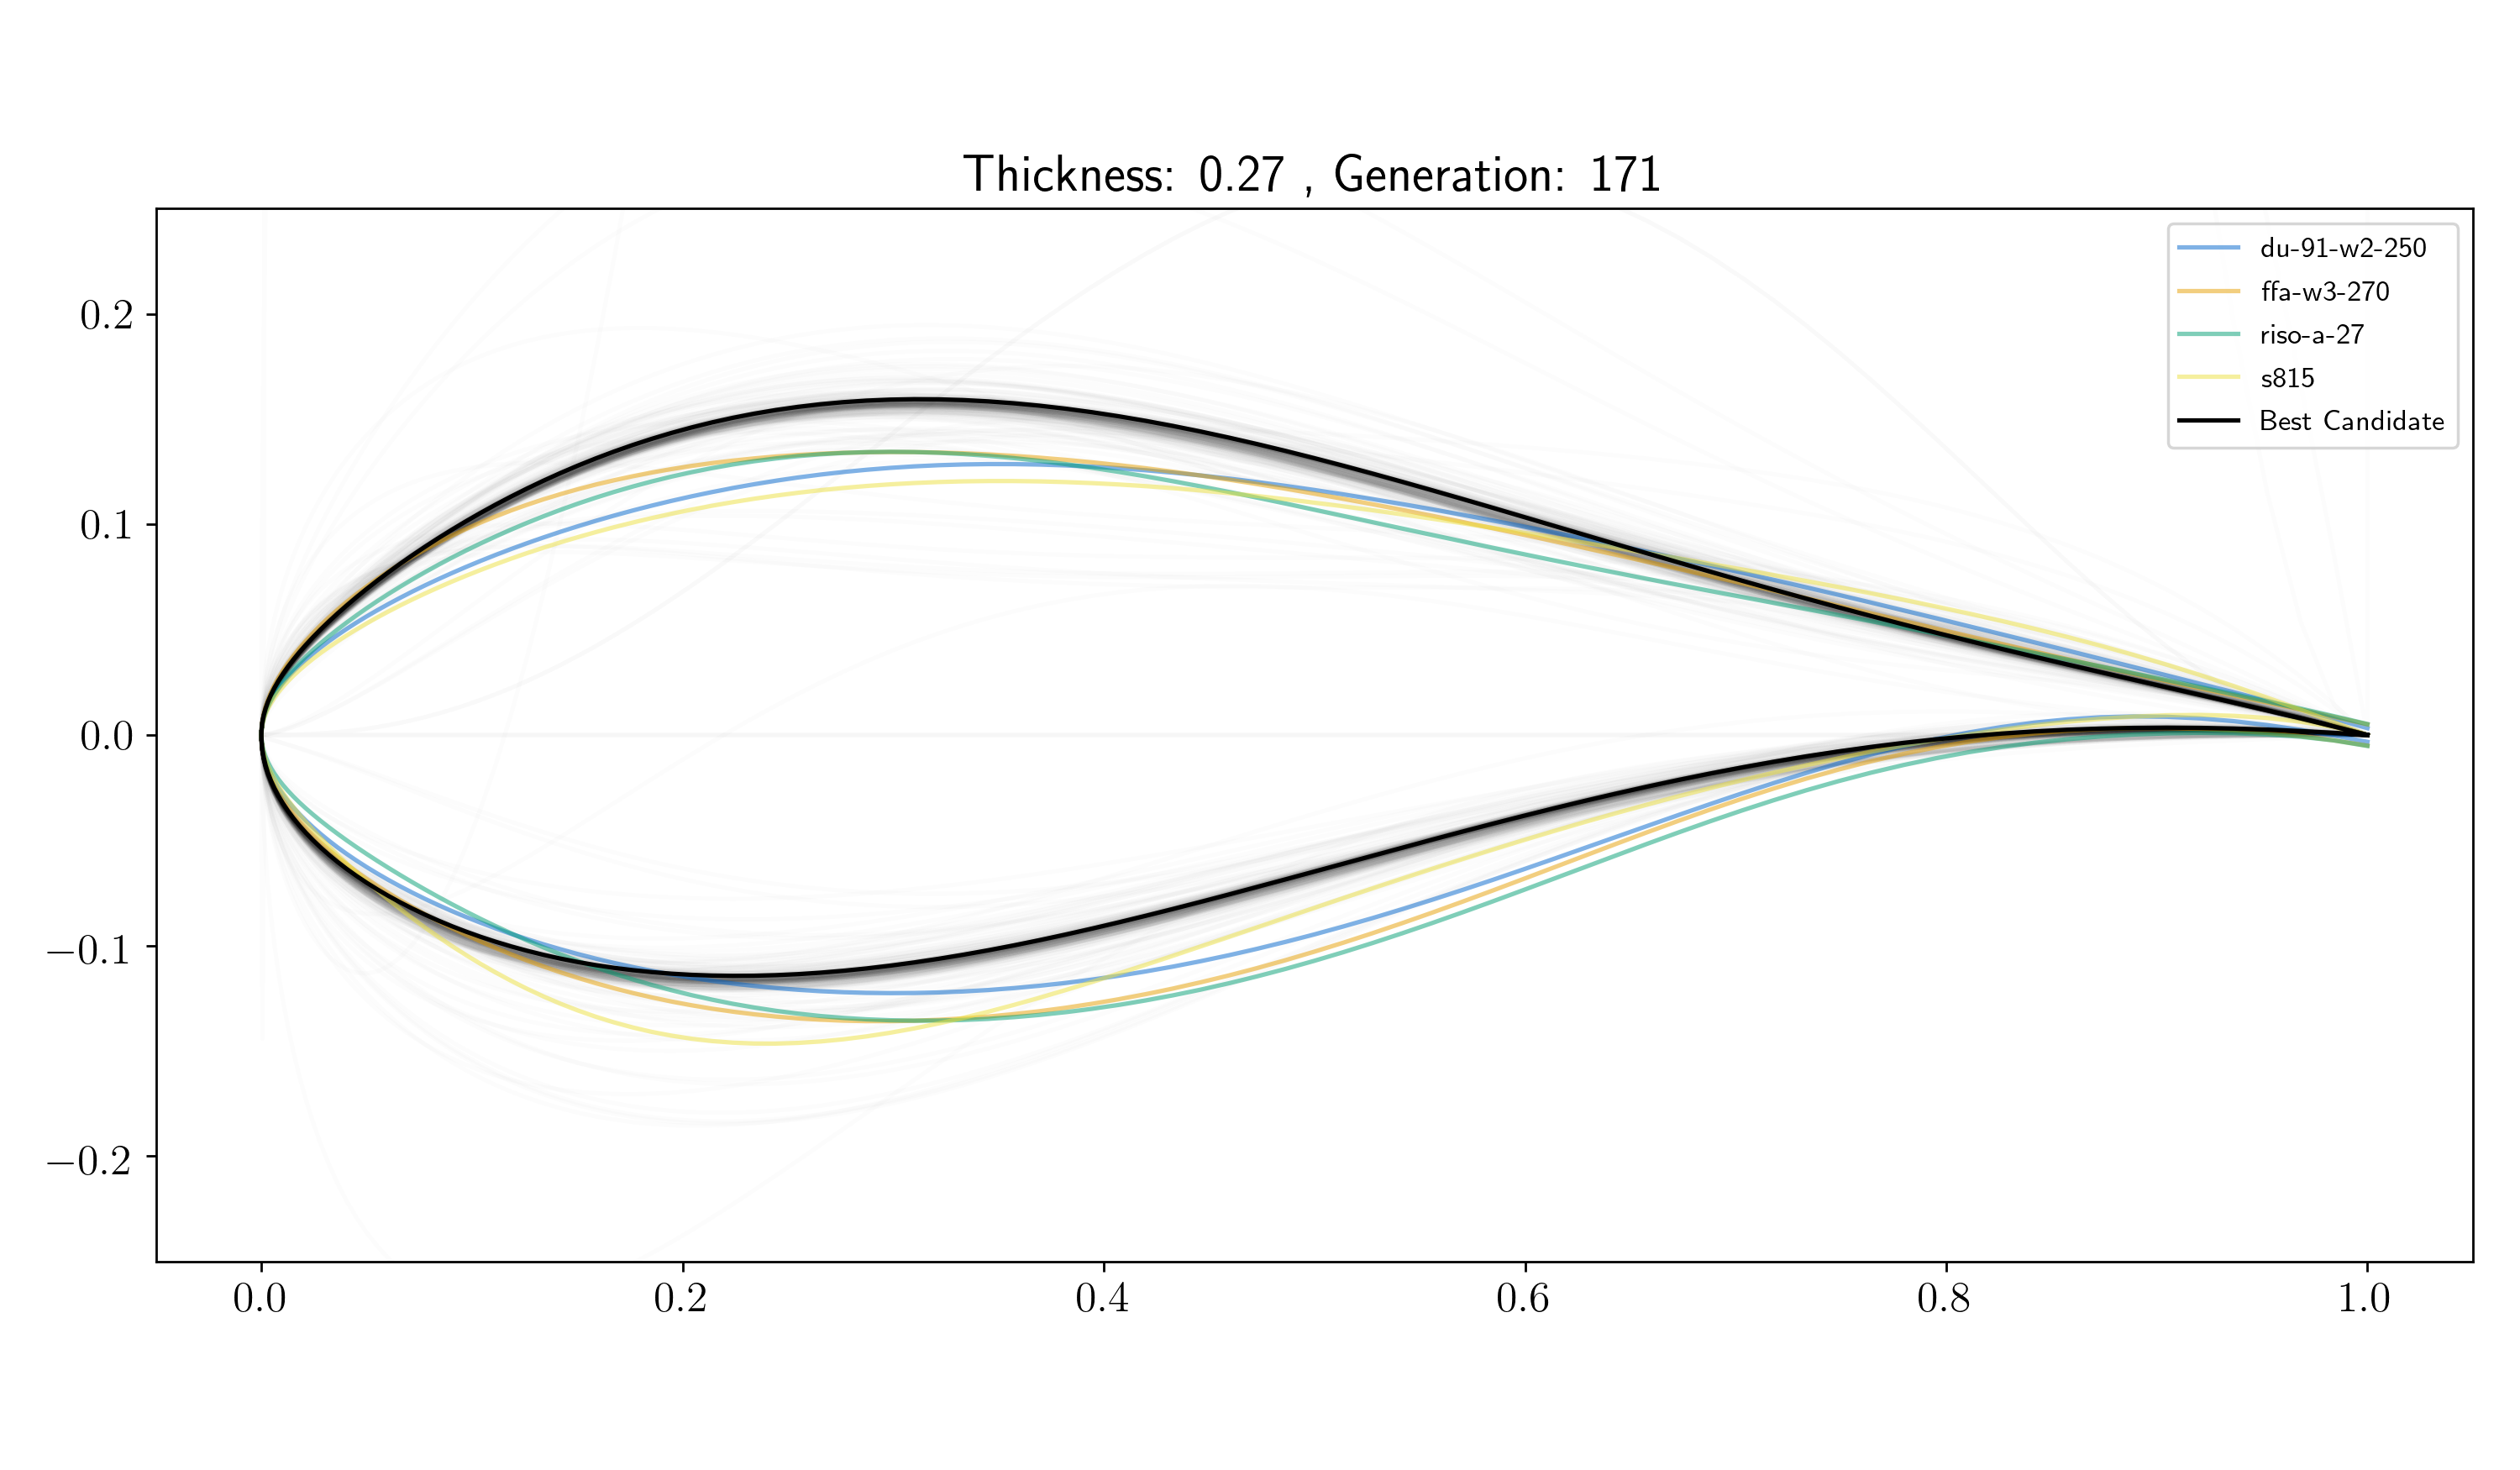 Thickness: 0.27 , Generation: 171
du-91-w2-250
ffa-w3-270
riso-a-27
s815
Best Candidate
0.2
0.1
0.0
−0.1
−0.2
0.0 0.2 0.4 0.6 0.8 1.0